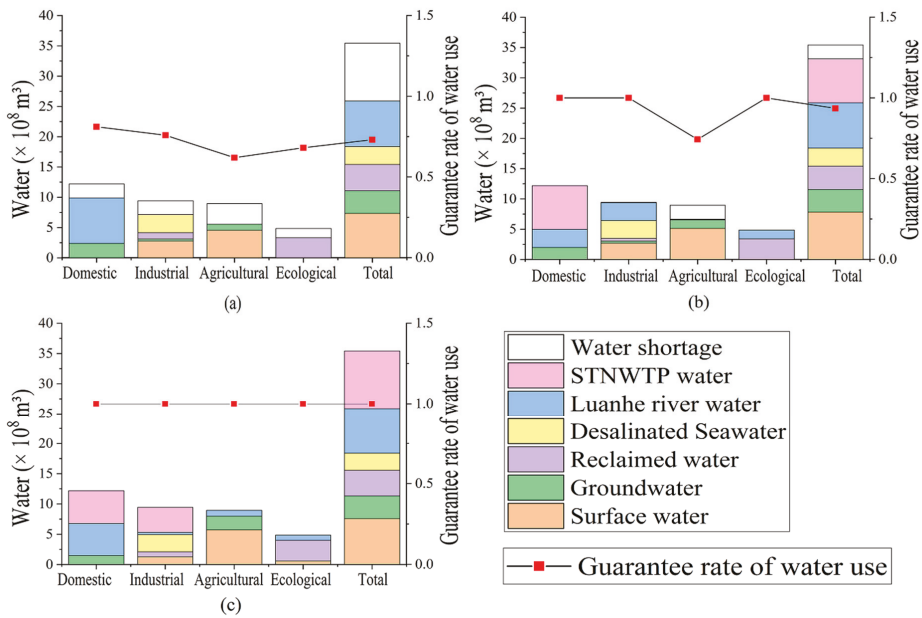 40
35
30
25
20
15
10
5
0
Water (× 10⁸ m³)
1.5
1.0
0.5
0.0
Guarantee rate of water use
Domestic Industrial Agricultural Ecological Total
(a)
40
35
30
25
20
15
10
5
0
Water (× 10⁸ m³)
1.5
1.0
0.5
0.0
Guarantee rate of water use
Domestic Industrial Agricultural Ecological Total
(b)
40
35
30
25
20
15
10
5
0
Water (× 10⁸ m³)
1.5
1.0
0.5
0.0
Guarantee rate of water use
Domestic Industrial Agricultural Ecological Total
(c)
Water shortage
STNWTP water
Luanhe river water
Desalinated Seawater
Reclaimed water
Groundwater
Surface water
Guarantee rate of water use